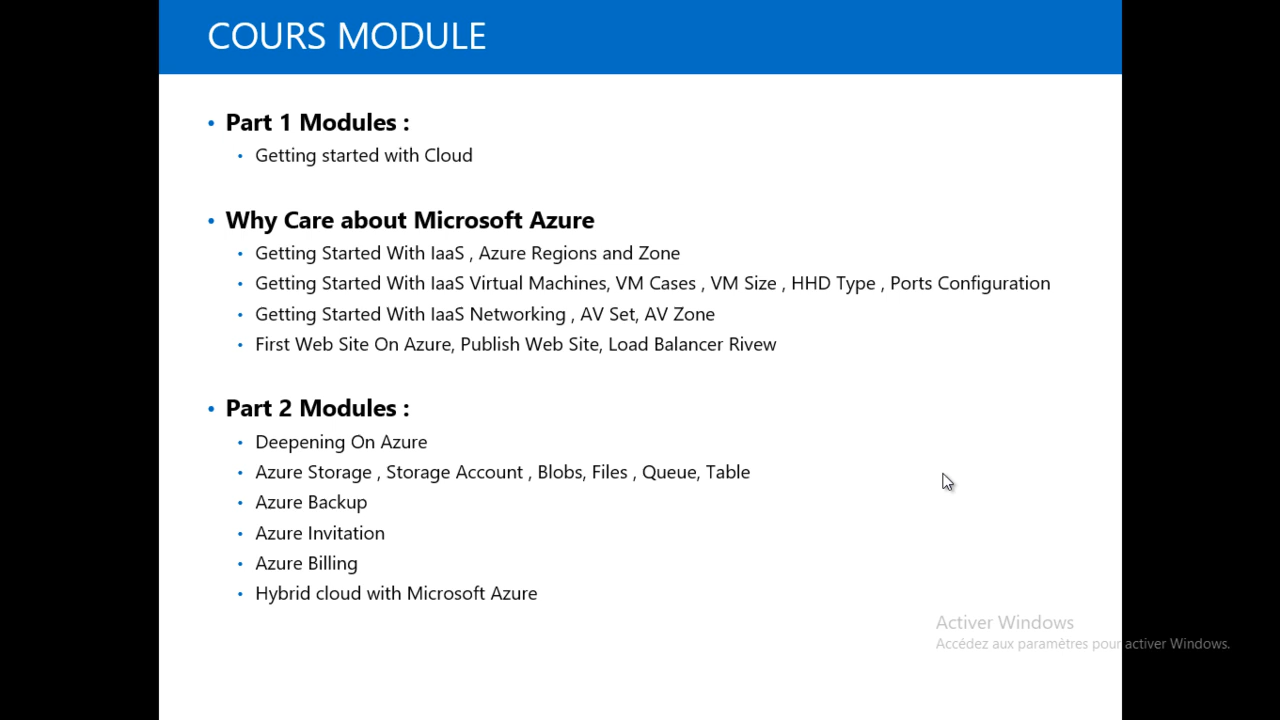 COURS MODULE
• Part 1 Modules :
• Getting started with Cloud
• Why Care about Microsoft Azure
• Getting Started With IaaS , Azure Regions and Zone
• Getting Started With IaaS Virtual Machines, VM Cases , VM Size , HHD Type , Ports Configuration
• Getting Started With IaaS Networking , AV Set, AV Zone
• First Web Site On Azure, Publish Web Site, Load Balancer Rivew
• Part 2 Modules :
• Deepening On Azure
• Azure Storage , Storage Account , Blobs, Files , Queue, Table
• Azure Backup
• Azure Invitation
• Azure Billing
• Hybrid cloud with Microsoft Azure
Activer Windows
Accédez aux paramètres pour activer Windows.